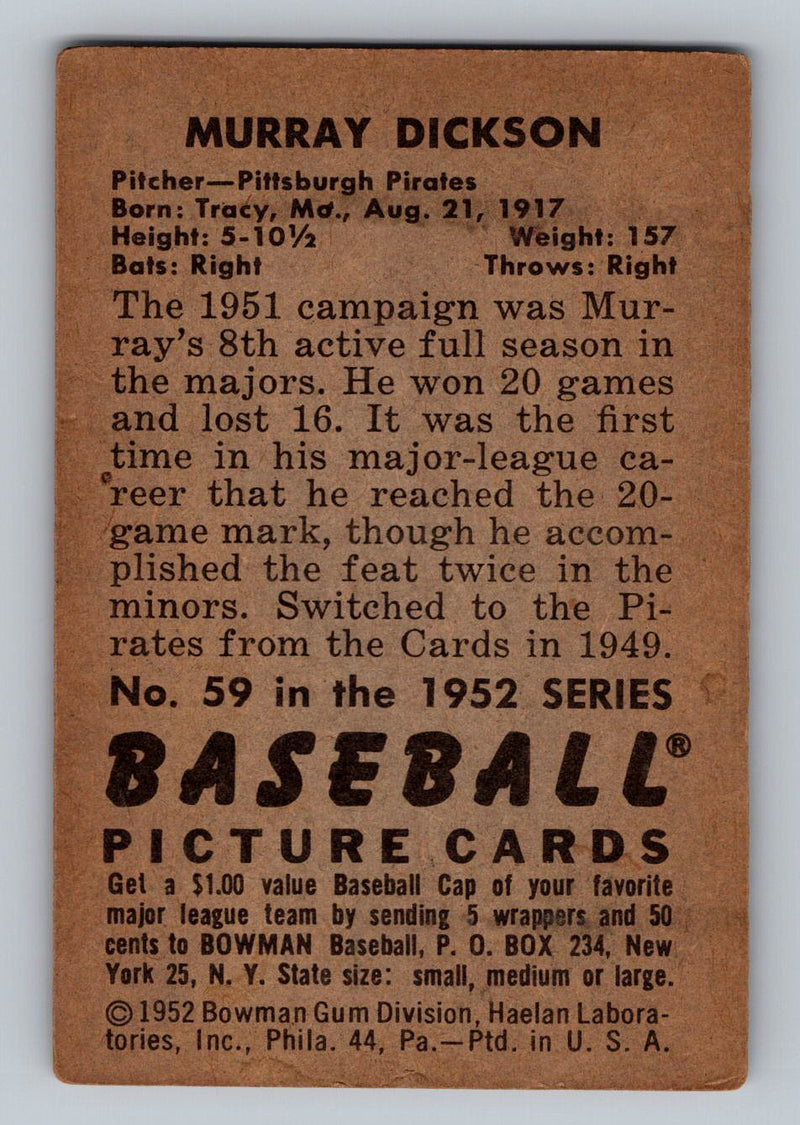 MURRAY DICKSON
Pitcher—Pittsburgh Pirates
Born: Tracy, Mo., Aug. 21, 1917
Height: 5-10½ Weight: 157
Bats: Right Throws: Right
The 1951 campaign was Mur-
ray's 8th active full season in
the majors. He won 20 games
and lost 16. It was the first
time in his major-league ca-
reer that he reached the 20-
game mark, though he accom-
plished the feat twice in the
minors. Switched to the Pi-
rates from the Cards in 1949.
No. 59 in the 1952 SERIES
BASEBALL®
PICTURE CARDS
Get a $1.00 value Baseball Cap of your favorite
major league team by sending 5 wrappers and 50
cents to BOWMAN Baseball, P. O. BOX 234, New
York 25, N. Y. State size: small, medium or large.
©1952 Bowman Gum Division, Haelan Labora-
tories, Inc., Phila. 44, Pa.—Ptd. in U. S. A.